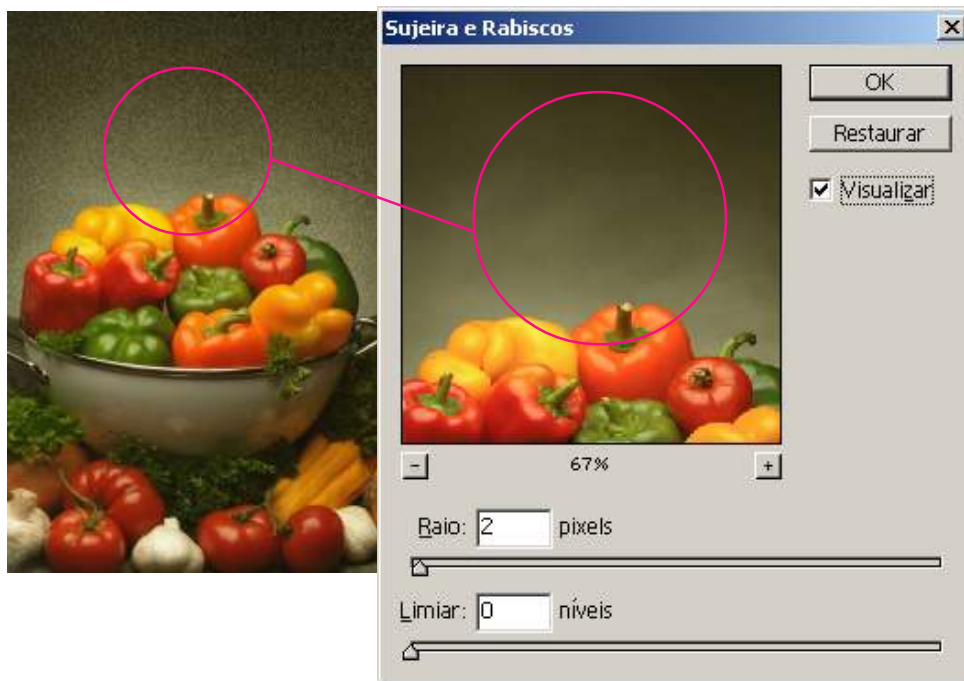 Sujeira e Rabiscos
OK
Restaurar
Visualizar
67%
Raio: 2 pixels
Limiar: 0 níveis